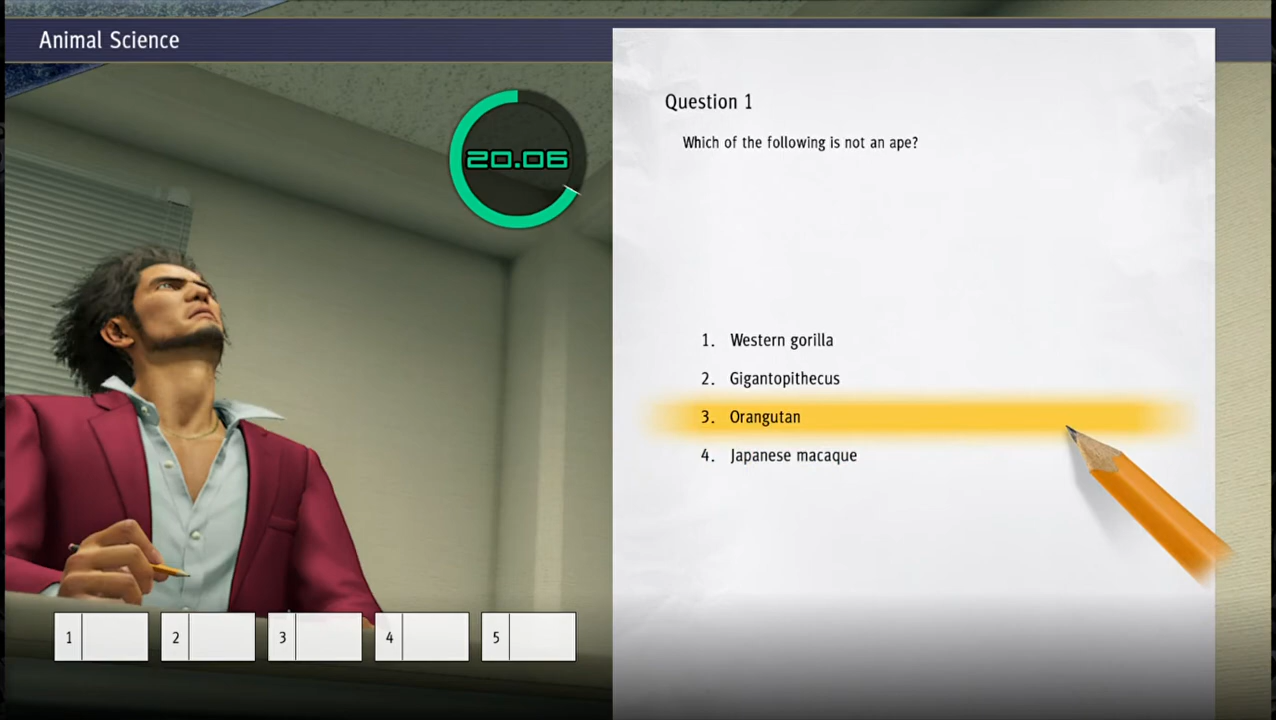 Animal Science
20.06
Question 1
Which of the following is not an ape?
1. Western gorilla
2. Gigantopithecus
3. Orangutan
4. Japanese macaque
1 2 3 4 5